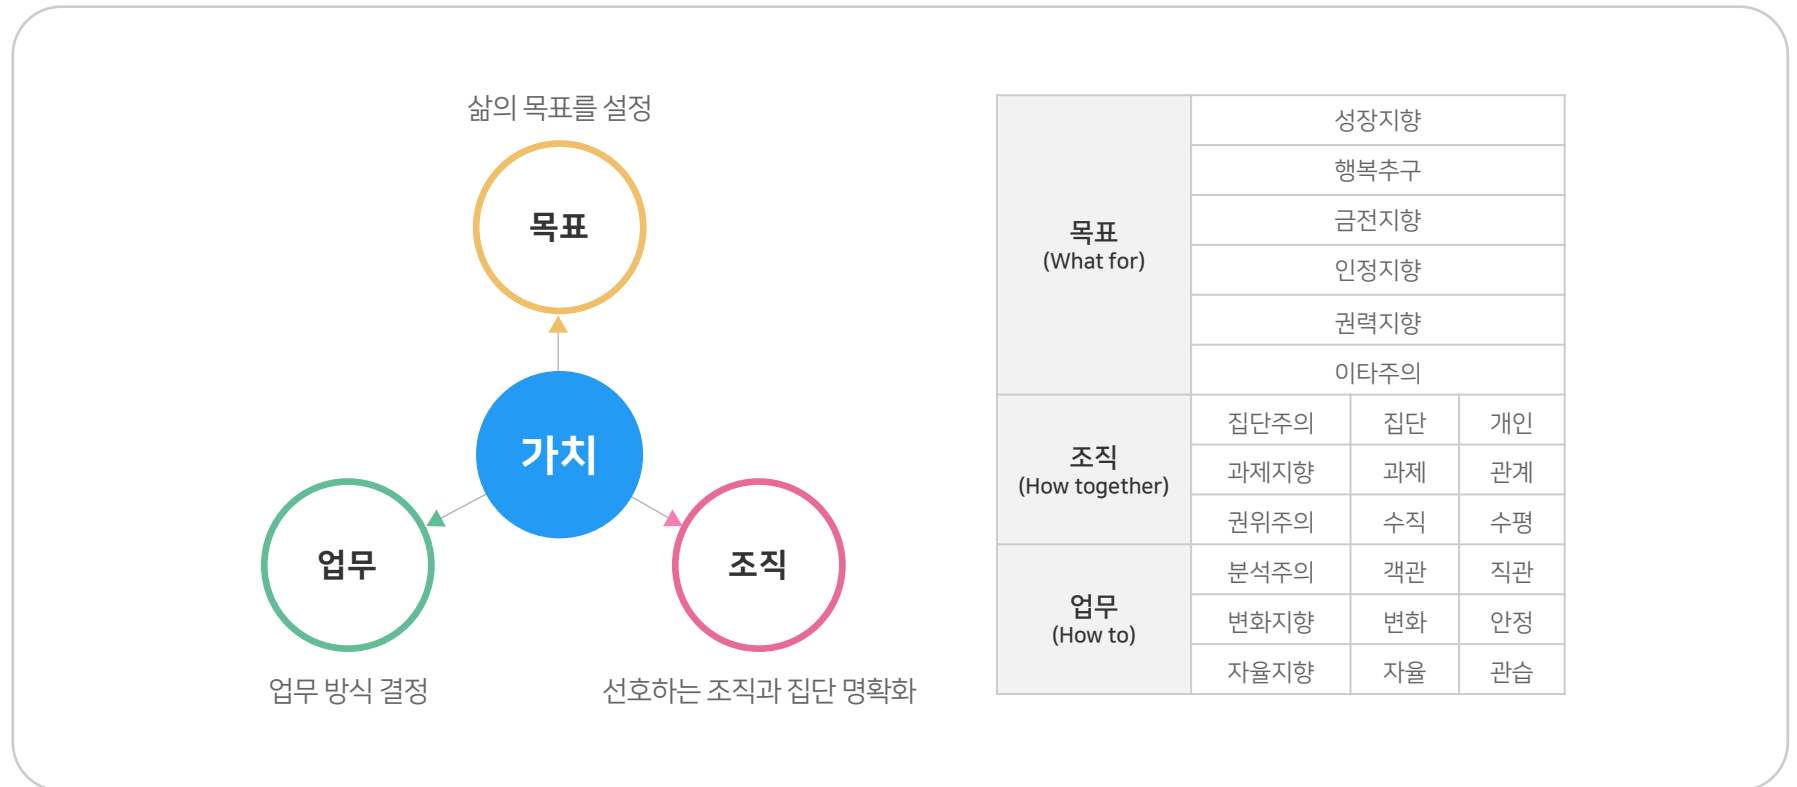 삶의 목표를 설정
목표
가치
업무
조직
업무 방식 결정
선호하는 조직과 집단 명확화
목표
(What for)
성장지향
행복추구
금전지향
인정지향
권력지향
이타주의
조직
(How together)
집단주의 집단 개인
과제지향 과제 관계
권위주의 수직 수평
업무
(How to)
분석주의 객관 직관
변화지향 변화 안정
자율지향 자율 관습